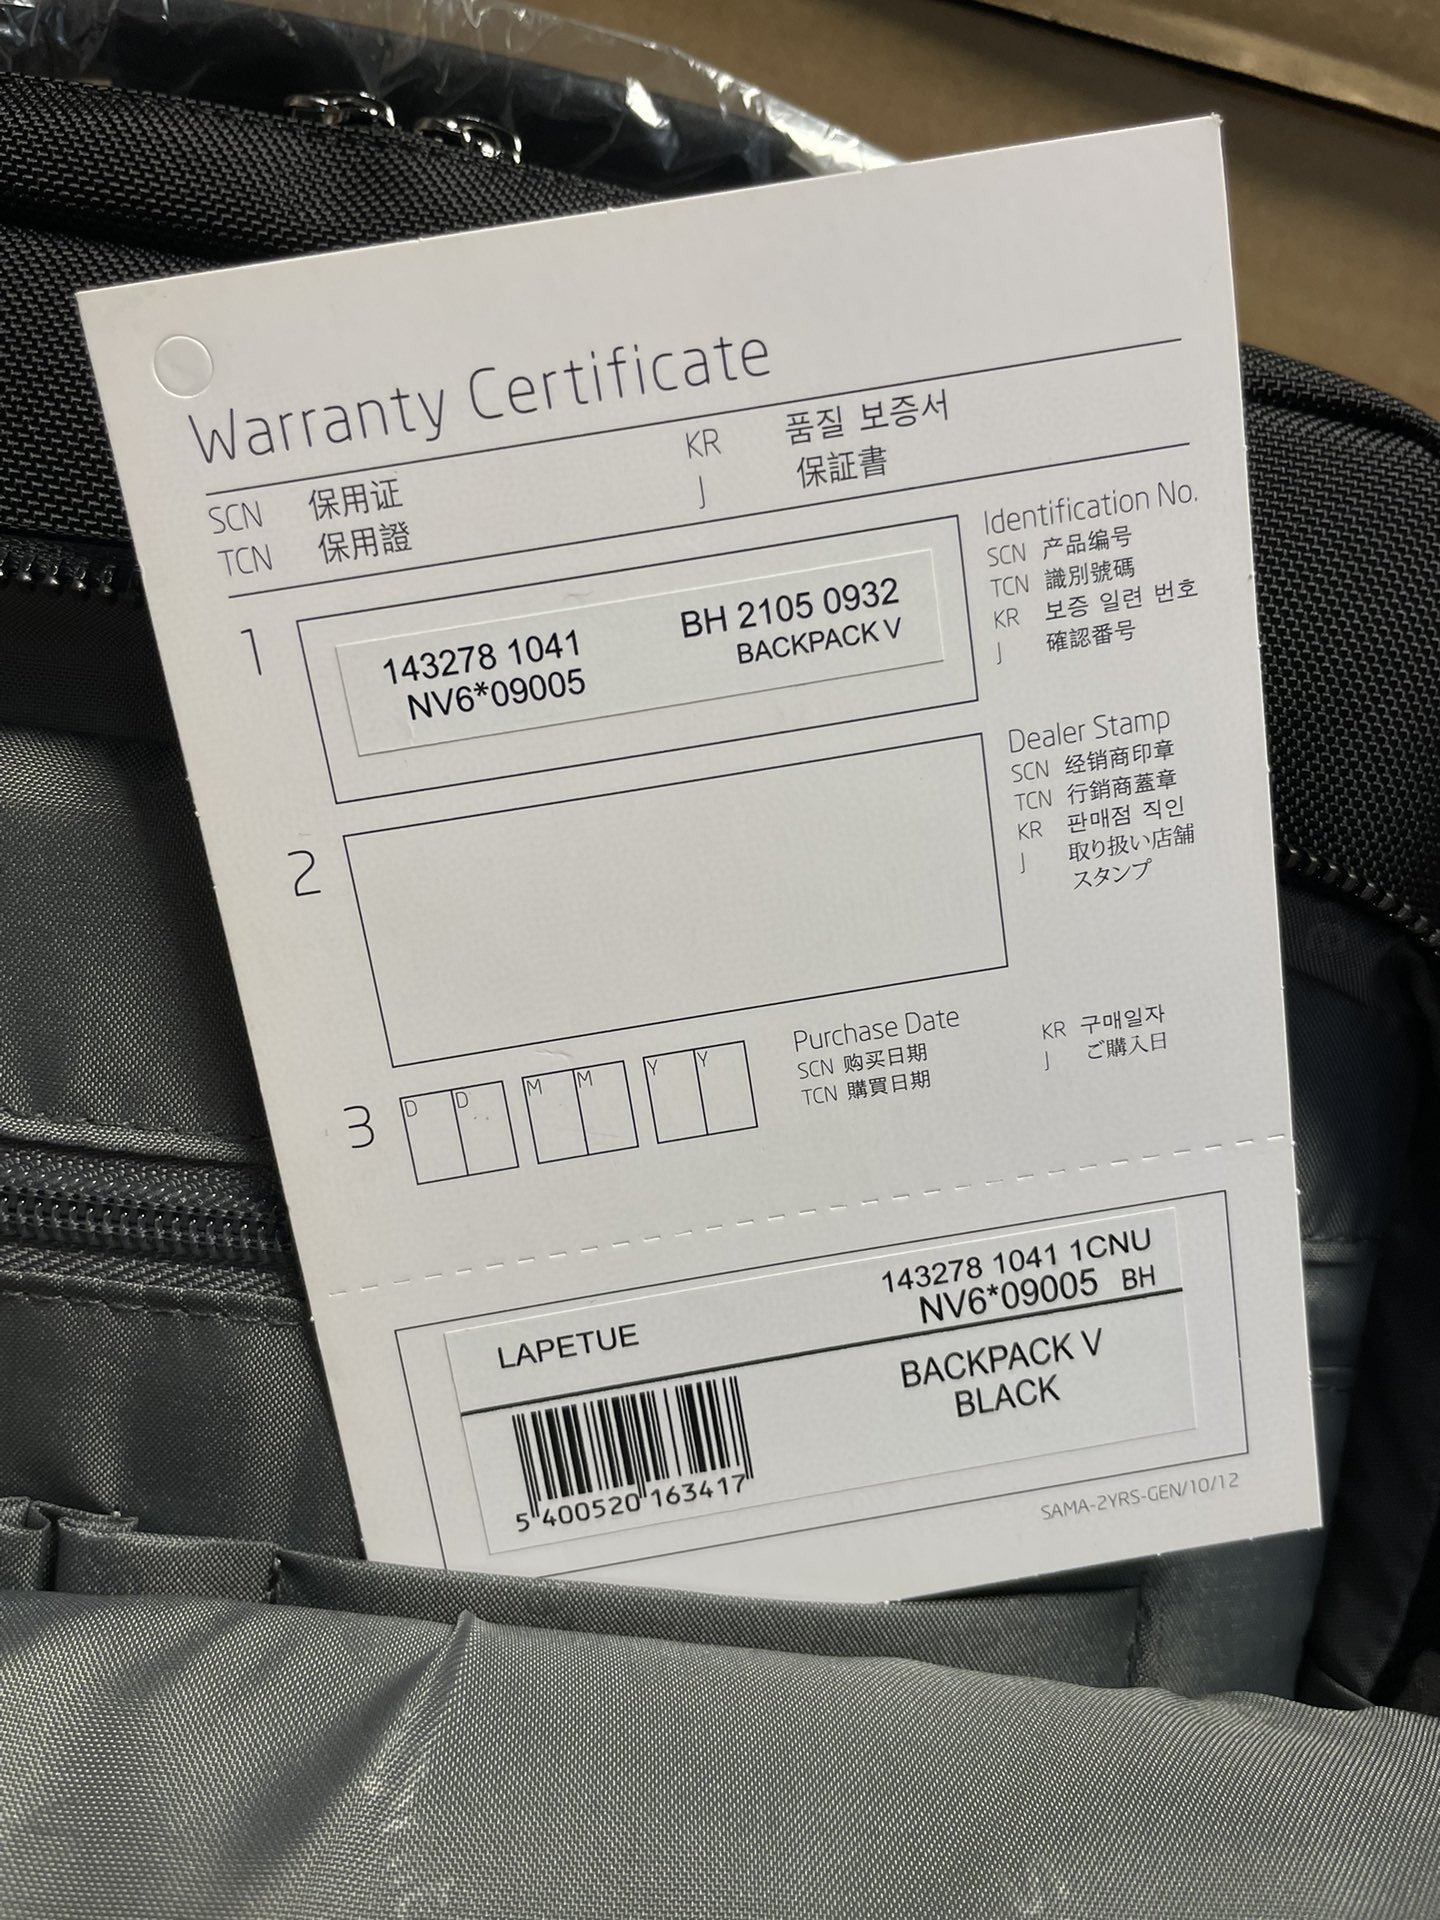 Warranty Certificate
SCN 保用证
TCN 保用證
KR 품질 보증서
J 保証書
1
143278 1041
NV6*09005
BH 2105 0932
BACKPACK V
Identification No.
SCN 产品编号
TCN 識別號碼
KR 보증 일련 번호
J 確認番号
2
Dealer Stamp
SCN 经销商印章
TCN 行銷商蓋章
KR 판매점 직인
J 取り扱い店舗
スタンプ
3
D D M M Y Y
Purchase Date
SCN 购买日期
TCN 購買日期
KR 구매일자
J ご購入日
LAPETUE
143278 1041 1CNU
NV6*09005 BH
BACKPACK V
BLACK
5 400520 163417
SAMA-2YRS-GEN/10/12